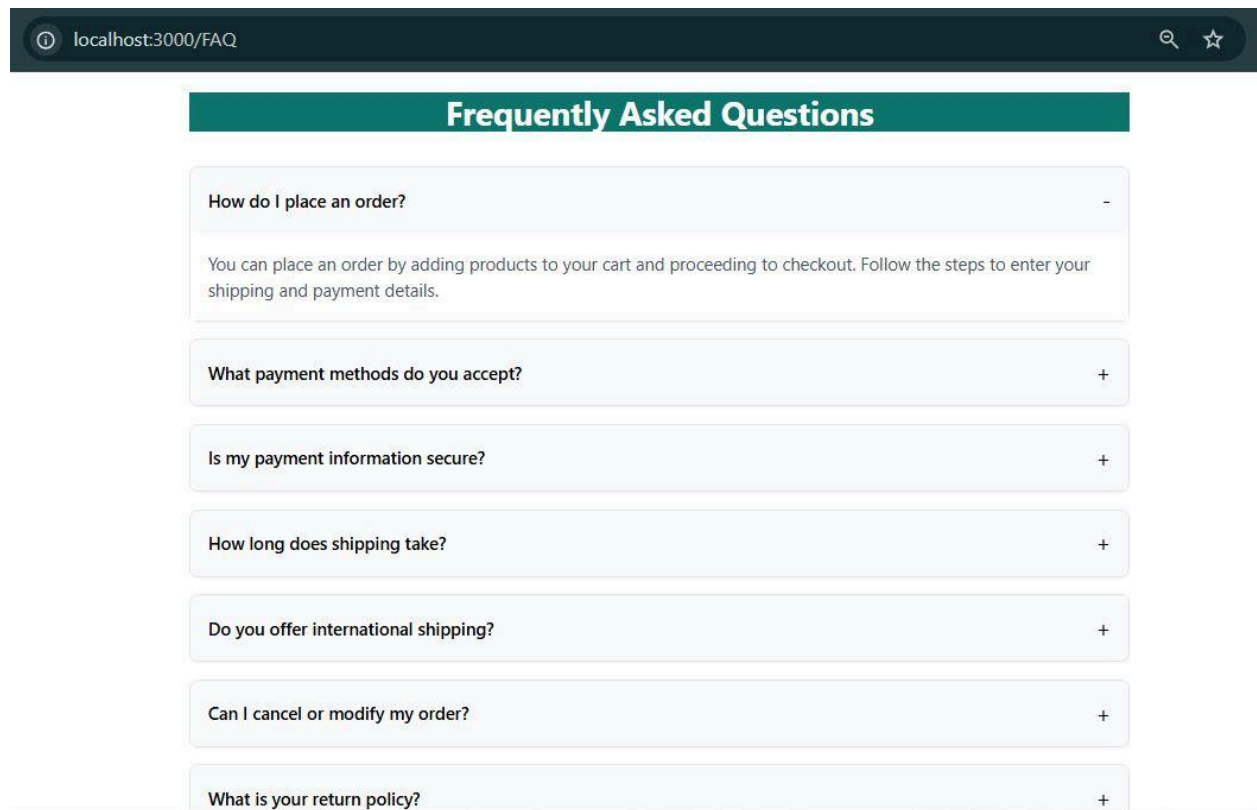 localhost:3000/FAQ
Frequently Asked Questions
How do I place an order? -
You can place an order by adding products to your cart and proceeding to checkout. Follow the steps to enter your
shipping and payment details.
What payment methods do you accept? +
Is my payment information secure? +
How long does shipping take? +
Do you offer international shipping? +
Can I cancel or modify my order? +
What is your return policy? +